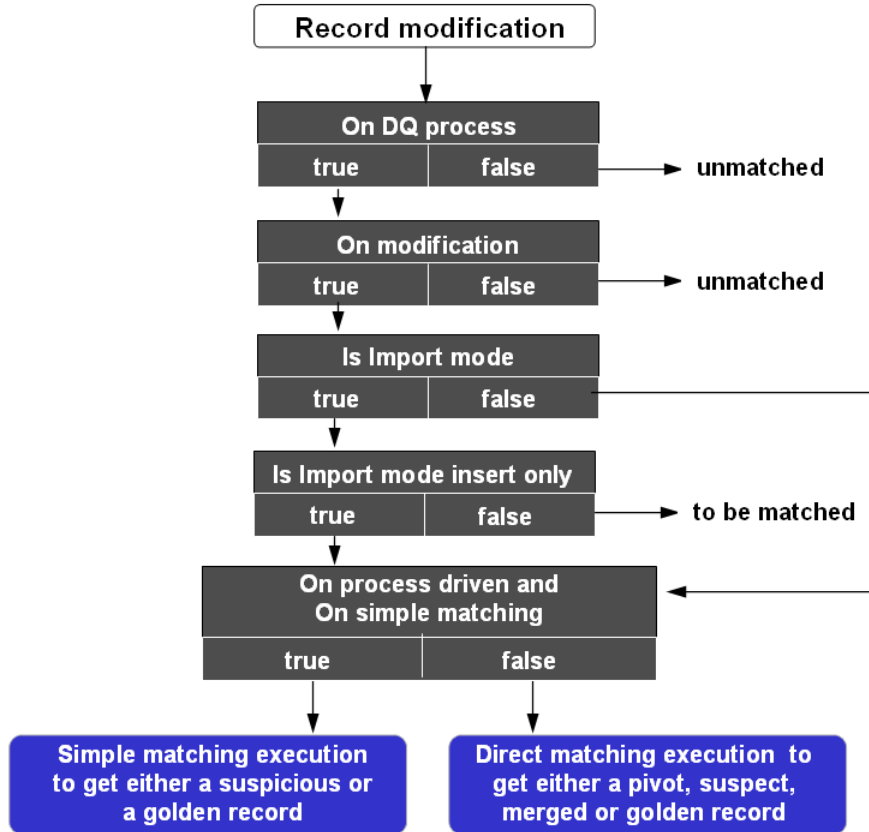 Record modification
On DQ process
true false
unmatched
On modification
true false
unmatched
Is Import mode
true false
Is Import mode insert only
true false
to be matched
On process driven and
On simple matching
true false
Simple matching execution
to get either a suspicious or
a golden record
Direct matching execution to
get either a pivot, suspect,
merged or golden record